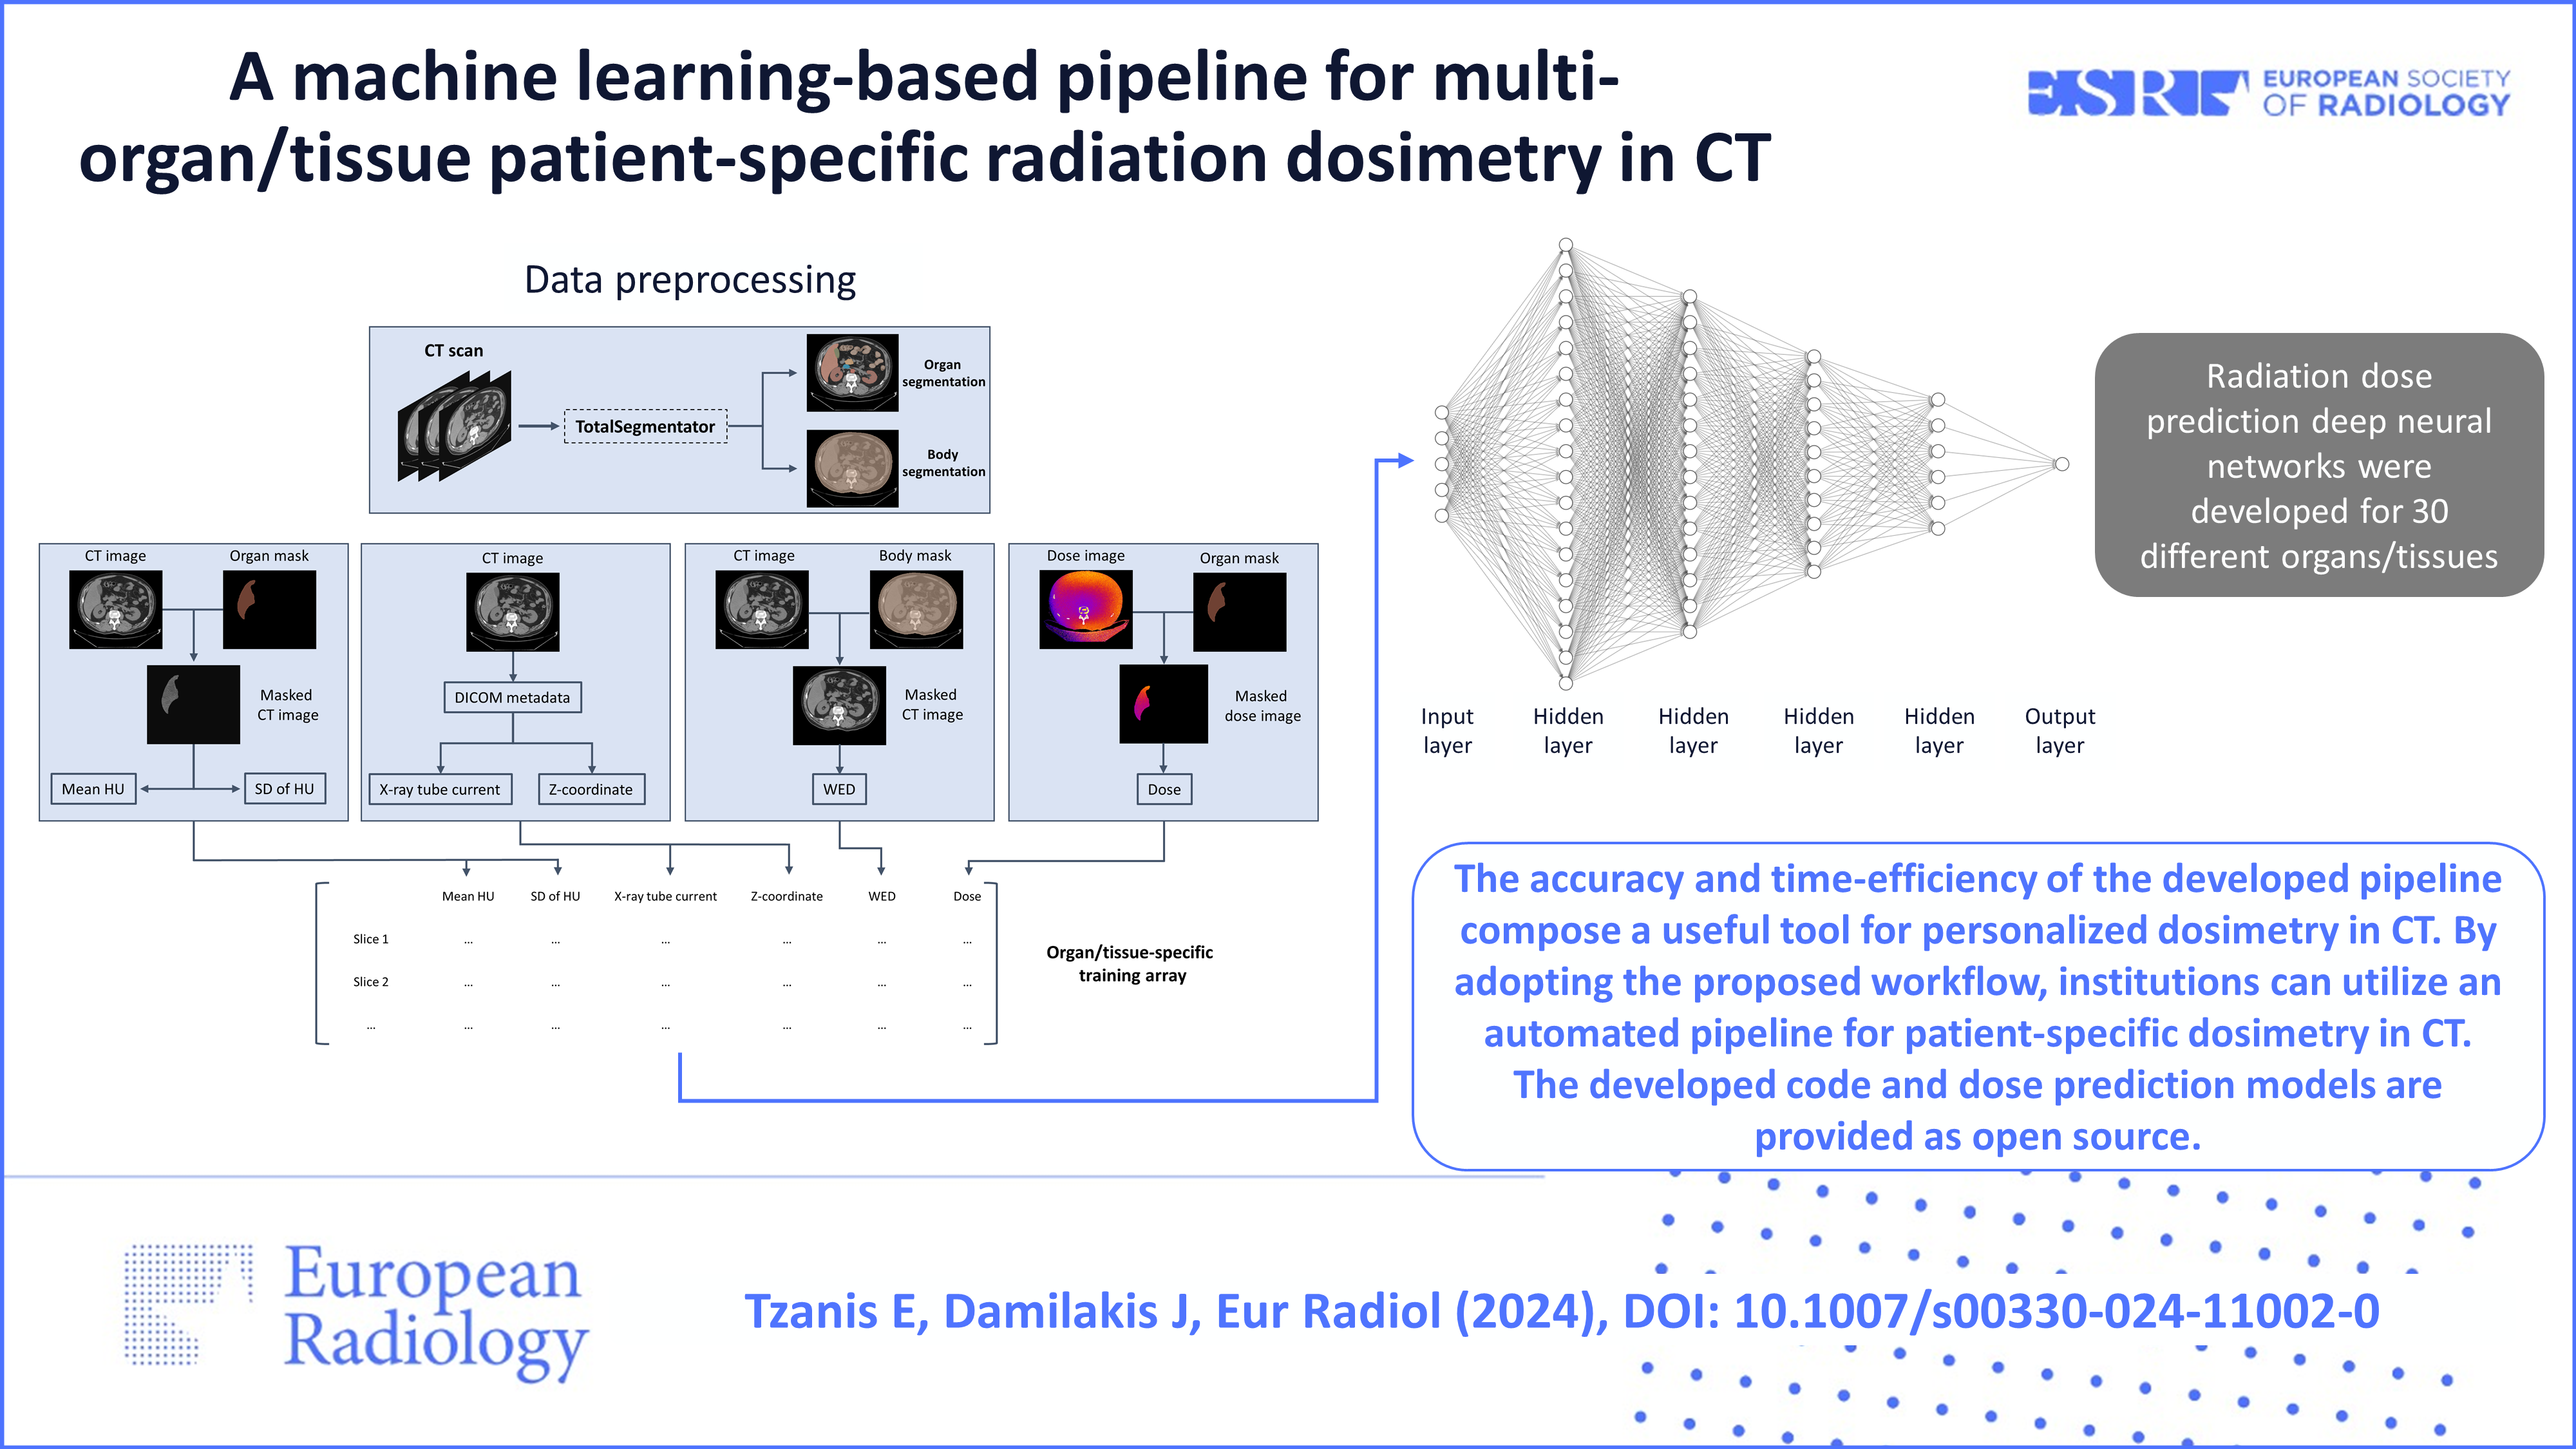 A machine learning-based pipeline for multi-
organ/tissue patient-specific radiation dosimetry in CT
ESR
EUROPEAN SOCIETY
OF RADIOLOGY
Data preprocessing
CT scan
TotalSegmentator
Organ
segmentation
Body
segmentation
CT image
Organ mask
Masked
CT image
Mean HU
SD of HU
CT image
DICOM metadata
X-ray tube current
Z-coordinate
CT image
Body mask
Masked
CT image
WED
Dose image
Organ mask
Masked
dose image
Dose
Mean HU SD of HU X-ray tube current Z-coordinate WED Dose
Slice 1 ... ... ... ... ... ...
Slice 2 ... ... ... ... ... ...
... ... ... ... ... ... ...
Organ/tissue-specific
training array
Input
layer
Hidden
layer
Hidden
layer
Hidden
layer
Hidden
layer
Output
layer
Radiation dose
prediction deep neural
networks were
developed for 30
different organs/tissues
The accuracy and time-efficiency of the developed pipeline
compose a useful tool for personalized dosimetry in CT. By
adopting the proposed workflow, institutions can utilize an
automated pipeline for patient-specific dosimetry in CT.
The developed code and dose prediction models are
provided as open source.
European
Radiology
Tzanis E, Damilakis J, Eur Radiol (2024), DOI: 10.1007/s00330-024-11002-0